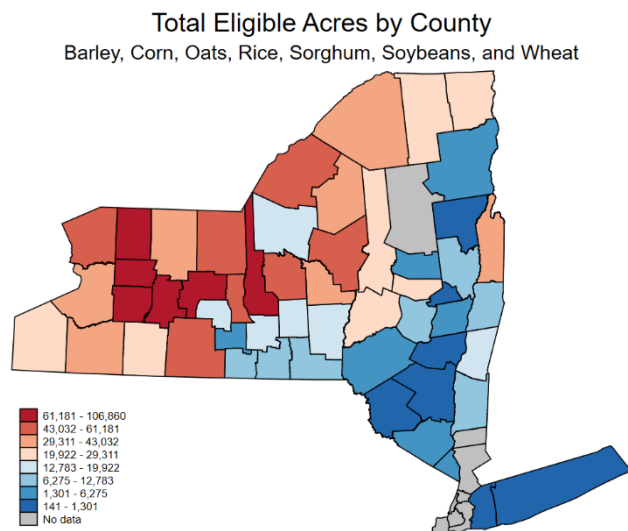 Total Eligible Acres by County
Barley, Corn, Oats, Rice, Sorghum, Soybeans, and Wheat
61,181 - 106,860
43,032 - 61,181
29,311 - 43,032
19,922 - 29,311
12,783 - 19,922
6,275 - 12,783
1,301 - 6,275
141 - 1,301
No data